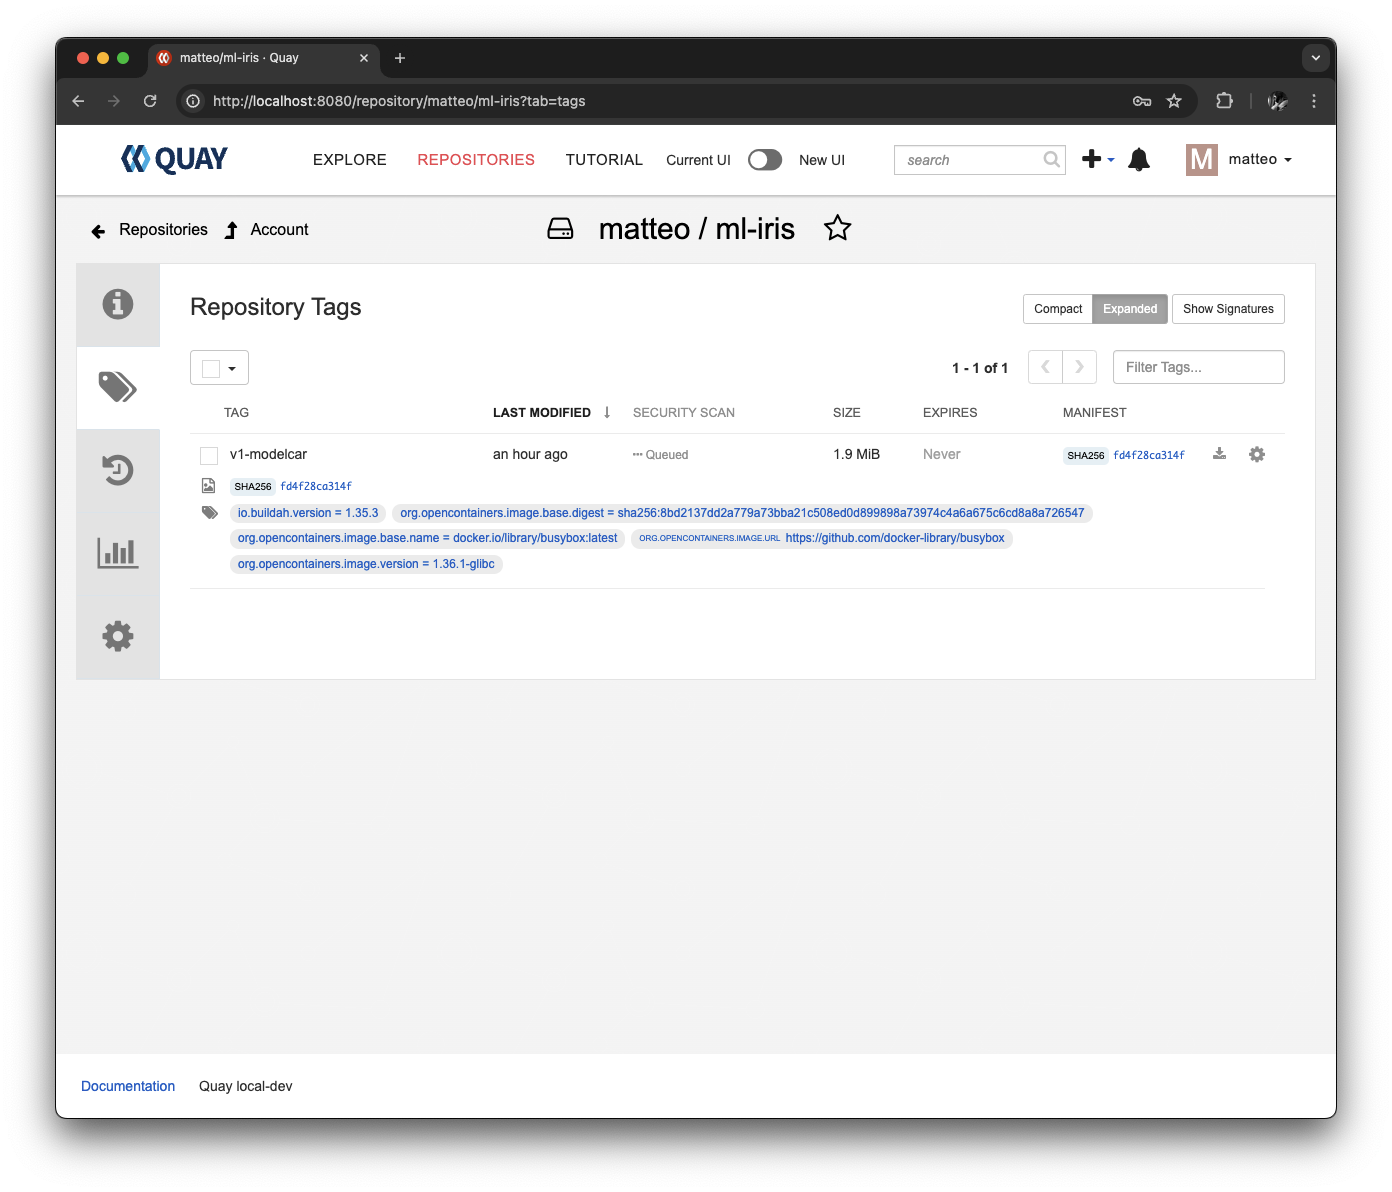 matteo/ml-iris · Quay
http://localhost:8080/repository/matteo/ml-iris?tab=tags
QUAY EXPLORE REPOSITORIES TUTORIAL Current UI New UI search M matteo
Repositories Account matteo / ml-iris
Repository Tags Compact Expanded Show Signatures
1 - 1 of 1 Filter Tags...
TAG LAST MODIFIED SECURITY SCAN SIZE EXPIRES MANIFEST
v1-modelcar an hour ago Queued 1.9 MiB Never SHA256 fd4f28ca314f
SHA256 fd4f28ca314f
io.buildah.version = 1.35.3 org.opencontainers.image.base.digest = sha256:8bd2137dd2a779a73bba21c508ed0d899898a73974c4a6a675c6cd8a8a726547
org.opencontainers.image.base.name = docker.io/library/busybox:latest ORG.OPENCONTAINERS.IMAGE.URL https://github.com/docker-library/busybox
org.opencontainers.image.version = 1.36.1-glibc
Documentation Quay local-dev